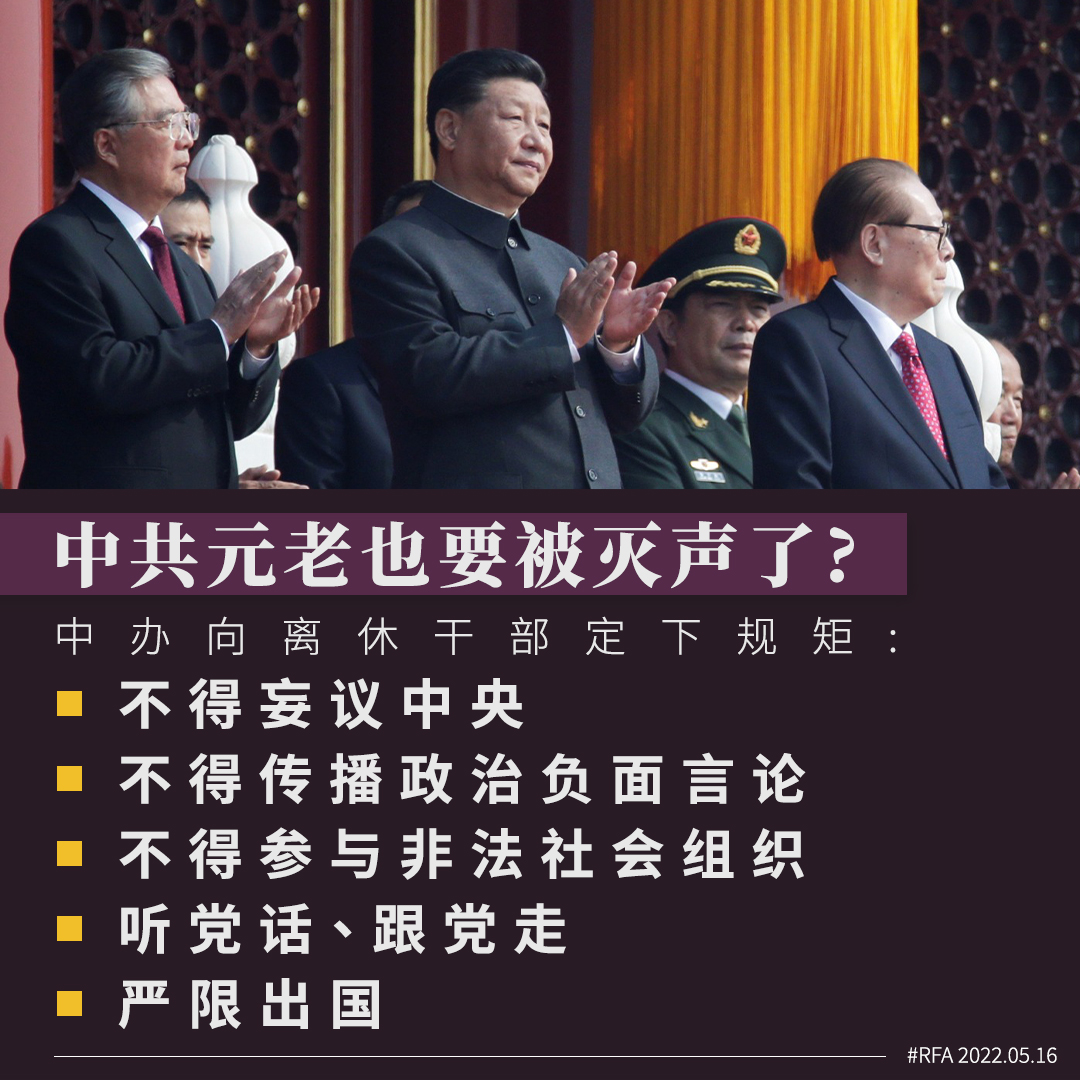 中共元老也要被灭声了?
中办向离休干部定下规矩:
不得妄议中央
不得传播政治负面言论
不得参与非法社会组织
听党话、跟党走
严限出国
#RFA 2022.05.16